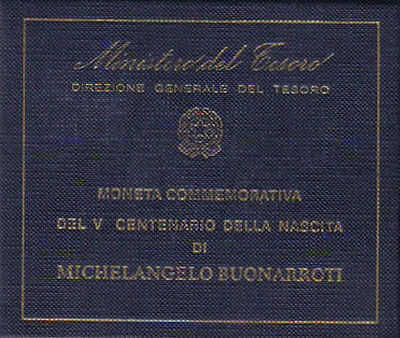 Ministero del Tesoro
DIREZIONE GENERALE DEL TESORO
MONETA COMMEMORATIVA
DEL V CENTENARIO DELLA NASCITA
DI
MICHELANGELO BUONARROTI